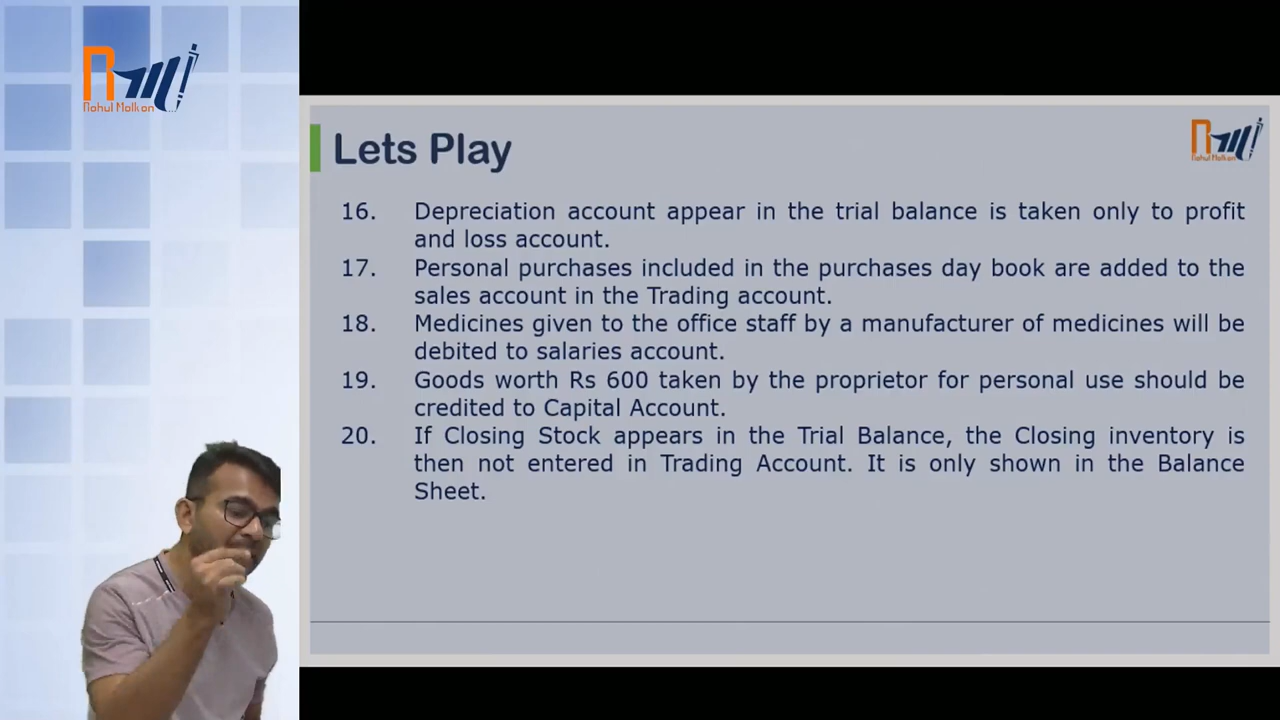 Rahul Malkan
Lets Play
Rahul Malkan
16. Depreciation account appear in the trial balance is taken only to profit
and loss account.
17. Personal purchases included in the purchases day book are added to the
sales account in the Trading account.
18. Medicines given to the office staff by a manufacturer of medicines will be
debited to salaries account.
19. Goods worth Rs 600 taken by the proprietor for personal use should be
credited to Capital Account.
20. If Closing Stock appears in the Trial Balance, the Closing inventory is
then not entered in Trading Account. It is only shown in the Balance
Sheet.